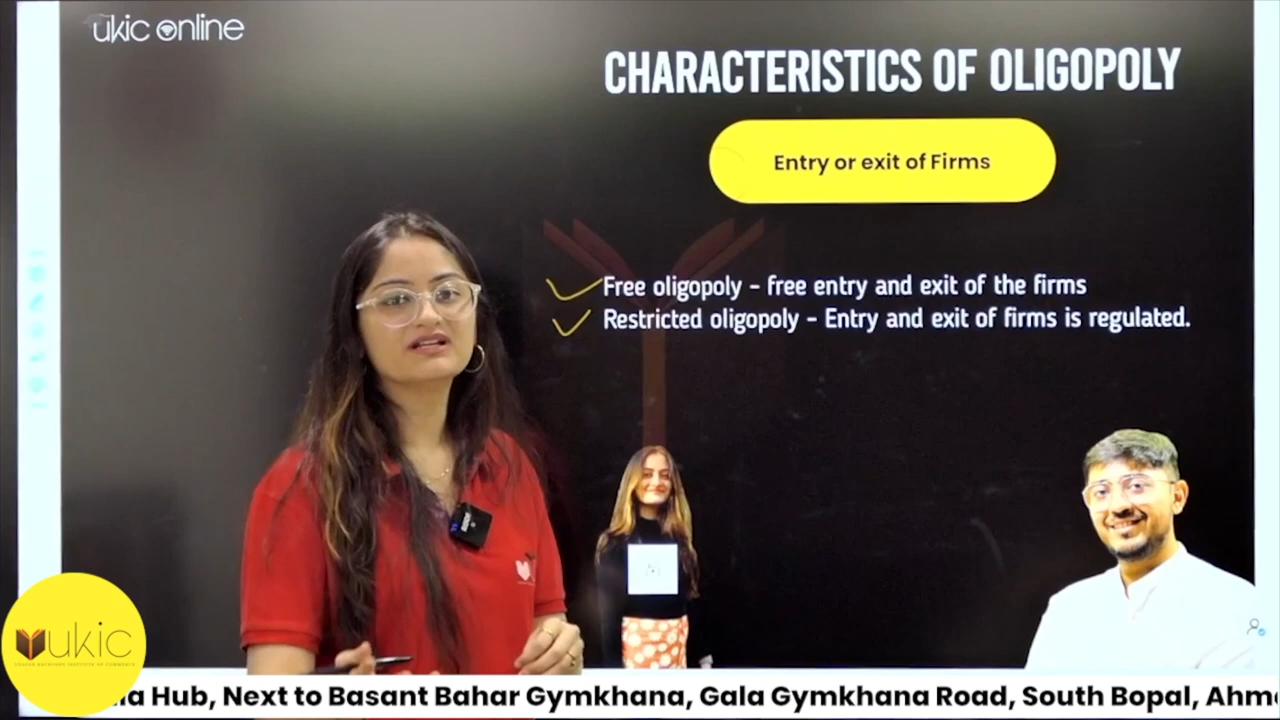 ukic online
CHARACTERISTICS OF OLIGOPOLY
Entry or exit of Firms
Free oligopoly - free entry and exit of the firms
Restricted oligopoly - Entry and exit of firms is regulated.
ukic
Hub, Next to Basant Bahar Gymkhana, Gala Gymkhana Road, South Bopal,